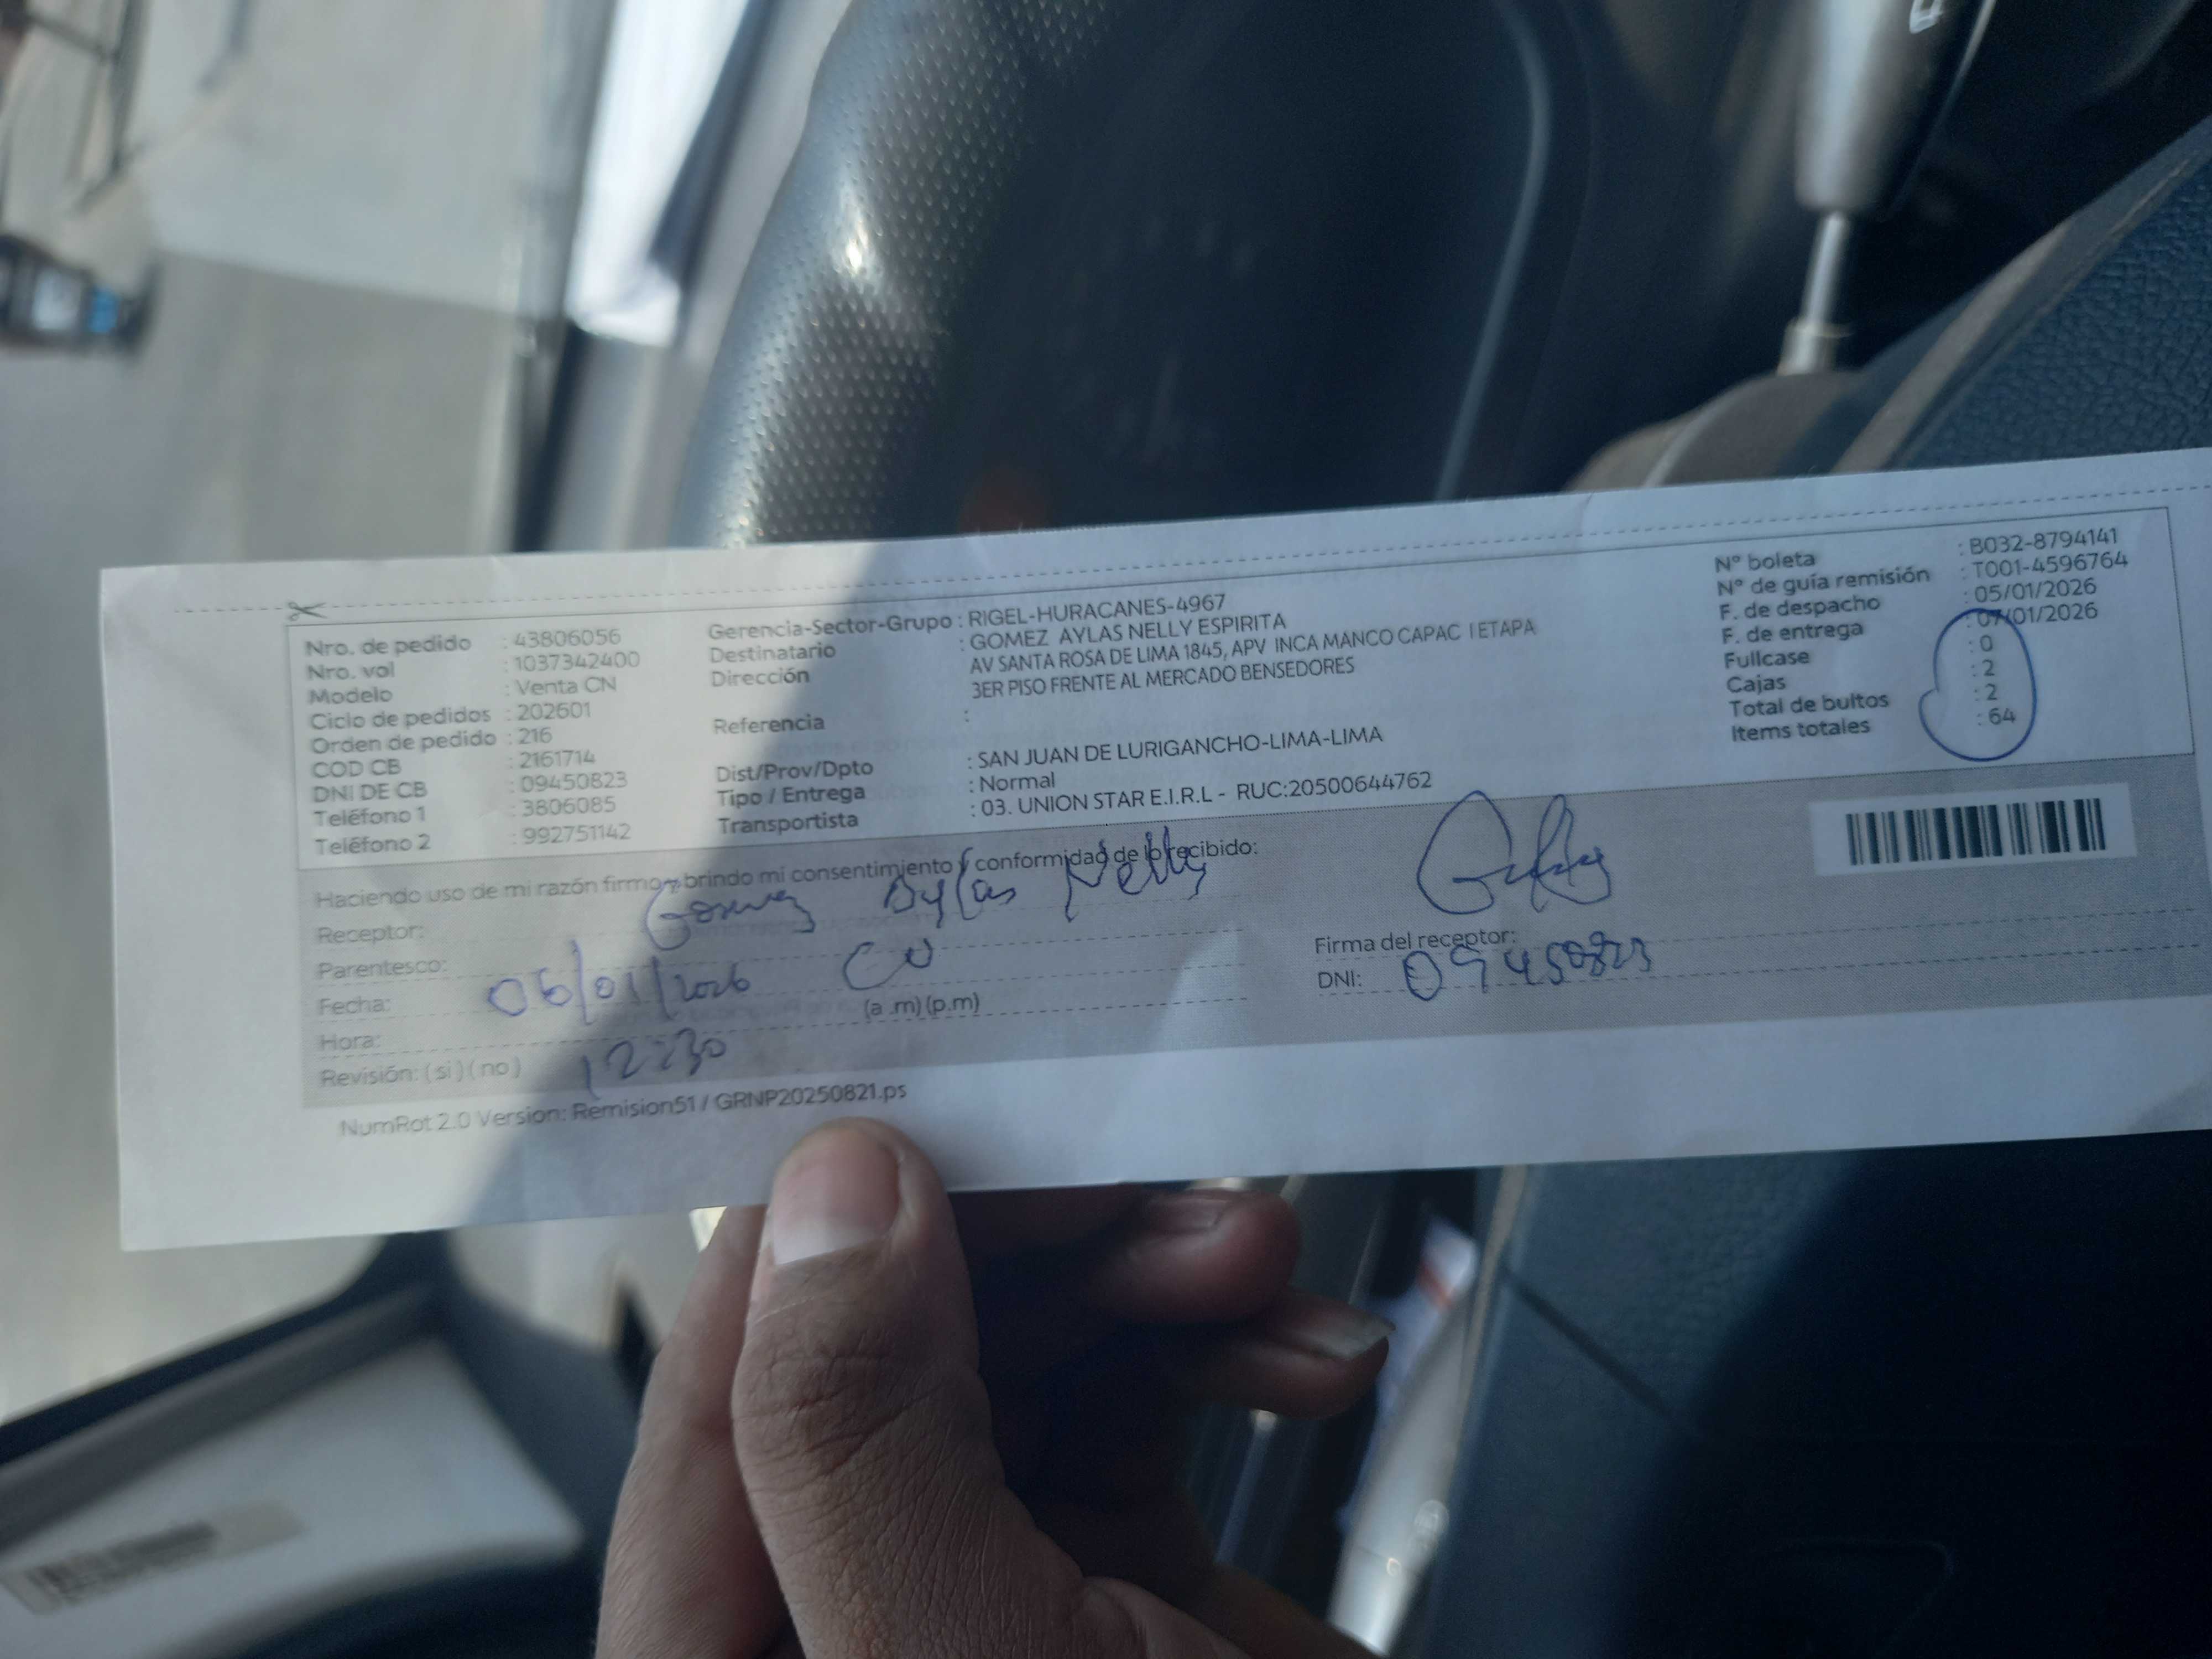 Nro. de pedido : 43806056
Nro. vol : 1037342400
Modelo : Venta CN
Ciclo de pedidos : 202601
Orden de pedido : 216
COD CB : 2161714
DNI DE CB : 09450823
Teléfono 1 : 3806085
Teléfono 2 : 992751142
Gerencia-Sector-Grupo : RIGEL-HURACANES-4967
Destinatario : GOMEZ AYLAS NELLY ESPIRITA
Dirección AV SANTA ROSA DE LIMA 1845, APV INCA MANCO CAPAC I ETAPA
3ER PISO FRENTE AL MERCADO BENSEDORES
Referencia :
Dist/Prov/Dpto : SAN JUAN DE LURIGANCHO-LIMA-LIMA
Tipo / Entrega : Normal
Transportista : 03. UNION STAR E.I.R.L - RUC:20500644762
N° boleta : B032-8794141
N° de guía remisión : T001-4596764
F. de despacho : 05/01/2026
F. de entrega : 07/01/2026
Fullcase : 0
Cajas : 2
Total de bultos : 2
Items totales : 64
Haciendo uso de mi razón firmo y brindo mi consentimiento y conformidad de lo recibido:
Receptor: Gomez Aylas Nelly
Parentesco:
Fecha: 06/01/2026
Hora: (a .m) (p.m)
12:30
Revisión: ( si ) ( no )
Firma del receptor:
DNI: 09450823
NumRot 2.0 Version: Remision51 / GRNP20250821.ps